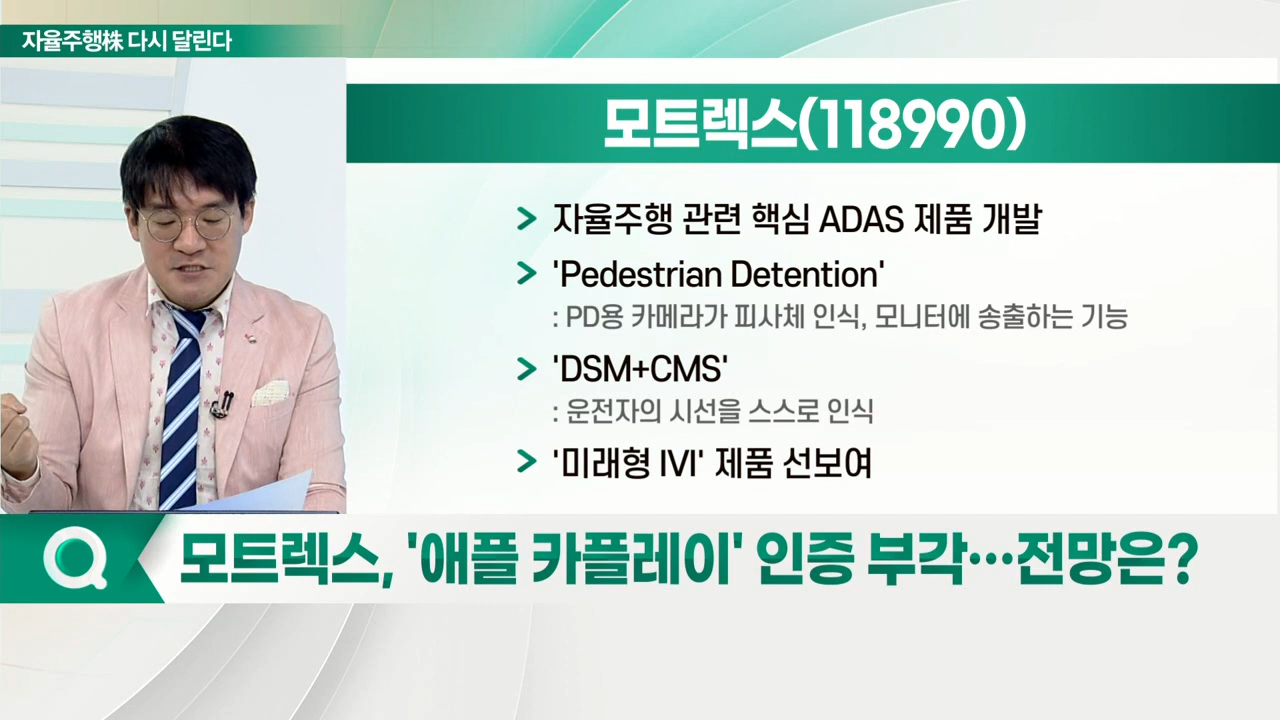 자율주행株 다시 달린다
모트렉스(118990)
> 자율주행 관련 핵심 ADAS 제품 개발
> 'Pedestrian Detention'
: PD용 카메라가 피사체 인식, 모니터에 송출하는 기능
> 'DSM+CMS'
: 운전자의 시선을 스스로 인식
> '미래형 IVI' 제품 선보여
모트렉스, '애플 카플레이' 인증 부각…전망은?